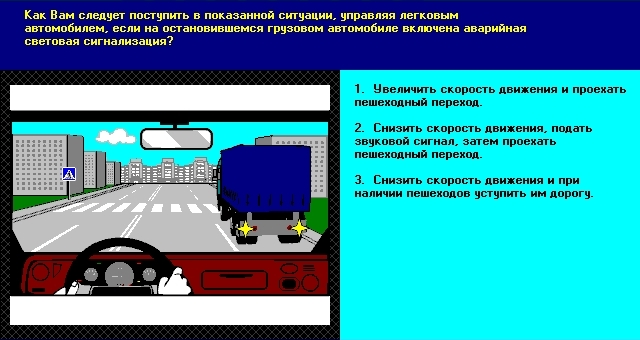 Как Вам следует поступить в показанной ситуации, управляя легковым
автомобилем, если на остановившемся грузовом автомобиле включена аварийная
световая сигнализация?
1. Увеличить скорость движения и проехать
пешеходный переход.
2. Снизить скорость движения, подать
звуковой сигнал, затем проехать
пешеходный переход.
3. Снизить скорость движения и при
наличии пешеходов уступить им дорогу.